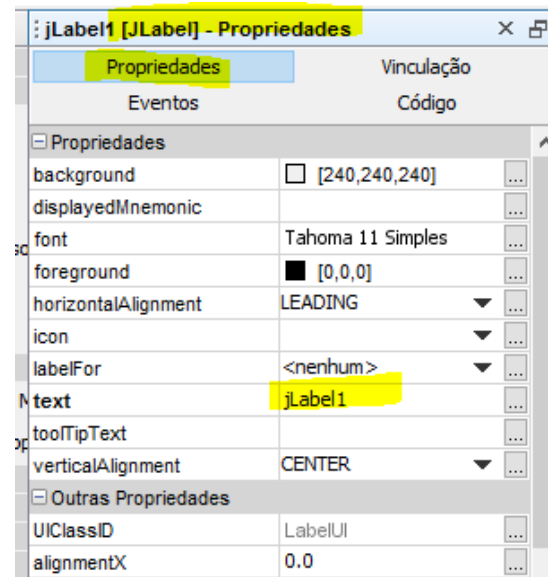 jLabel1 [JLabel] - Propriedades
Propriedades Vinculação
Eventos Código
Propriedades
background [240,240,240] ...
displayedMnemonic ...
font Tahoma 11 Simples ...
foreground [0,0,0] ...
horizontalAlignment LEADING ...
icon ...
labelFor <nenhum> ...
text jLabel1 ...
toolTipText ...
verticalAlignment CENTER ...
Outras Propriedades
UIClassID LabelUI ...
alignmentX 0.0 ...